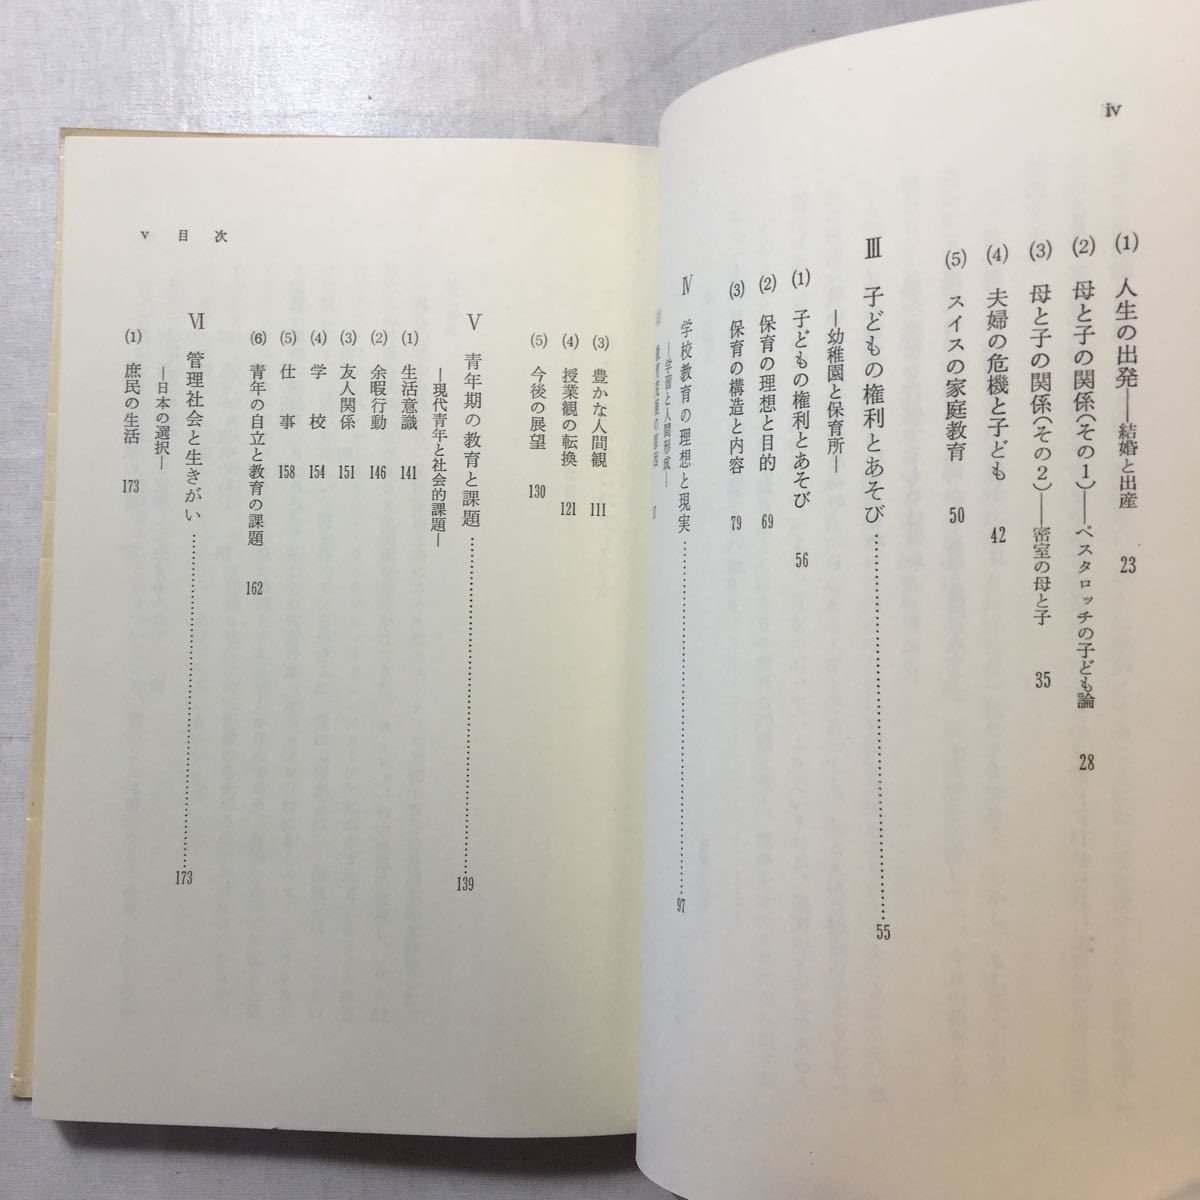 iv
(1) 人生の出発――結婚と出産 23
(2) 母と子の関係(その1)――ペスタロッチの子ども論 28
(3) 母と子の関係(その2)――密室の母と子 35
(4) 夫婦の危機と子ども 42
(5) スイスの家庭教育 50
Ⅲ 子どもの権利とあそび……………………55
―幼稚園と保育所―
(1) 子どもの権利とあそび 56
(2) 保育の理想と目的 69
(3) 保育の構造と内容 79
Ⅳ 学校教育の理想と現実……………………97
―学習と人間形成―
v 目次
(3) 豊かな人間観 111
(4) 授業観の転換 121
(5) 今後の展望 130
Ⅴ 青年期の教育と課題……………………139
―現代青年と社会的課題―
(1) 生活意識 141
(2) 余暇行動 146
(3) 友人関係 151
(4) 学校 154
(5) 仕事 158
(6) 青年の自立と教育の課題 162
Ⅵ 管理社会と生きがい……………………173
―日本の選択―
(1) 庶民の生活 173